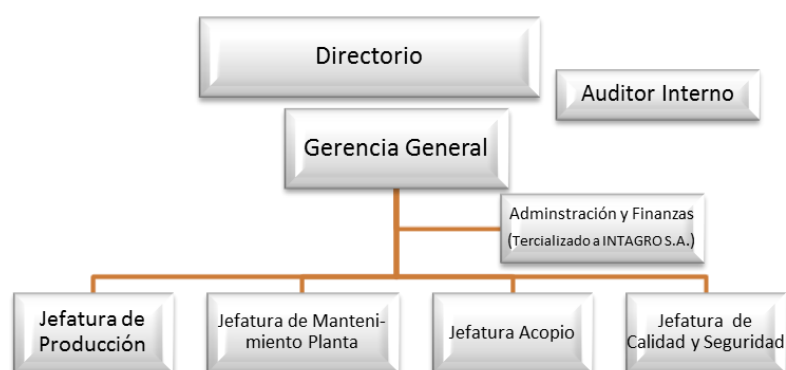 Directorio
Auditor Interno
Gerencia General
Adminstración y Finanzas
(Tercializado a INTAGRO S.A.)
Jefatura de
Producción
Jefatura de Manteni-
miento Planta
Jefatura Acopio
Jefatura de
Calidad y Seguridad